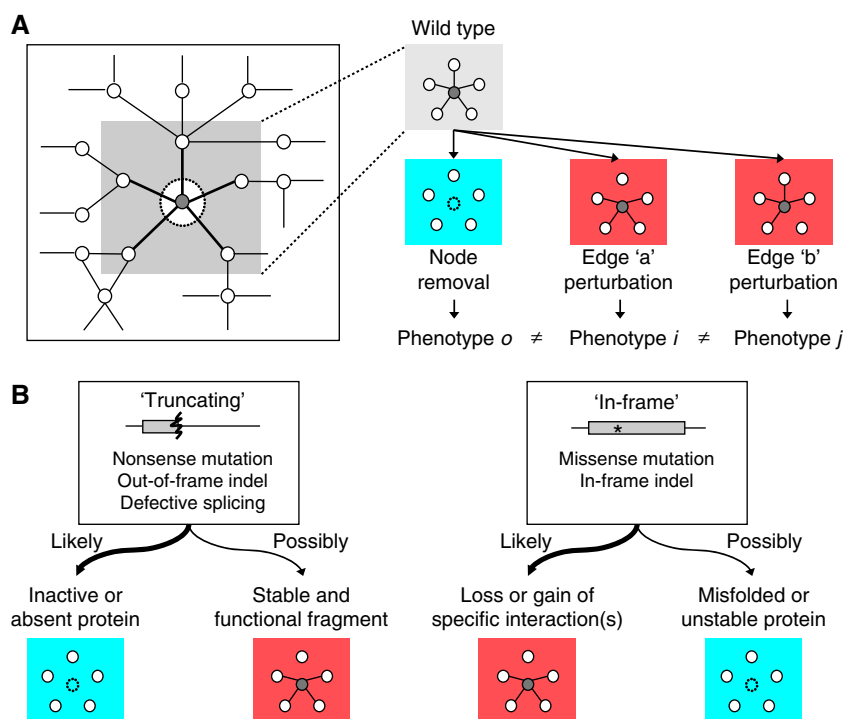 A
Wild type
Node
removal
Edge ‘a’
perturbation
Edge ‘b’
perturbation
Phenotype o ≠ Phenotype i ≠ Phenotype j
B
‘Truncating’
Nonsense mutation
Out-of-frame indel
Defective splicing
Likely
Possibly
Inactive or
absent protein
Stable and
functional fragment
‘In-frame’
*
Missense mutation
In-frame indel
Likely
Possibly
Loss or gain of
specific interaction(s)
Misfolded or
unstable protein